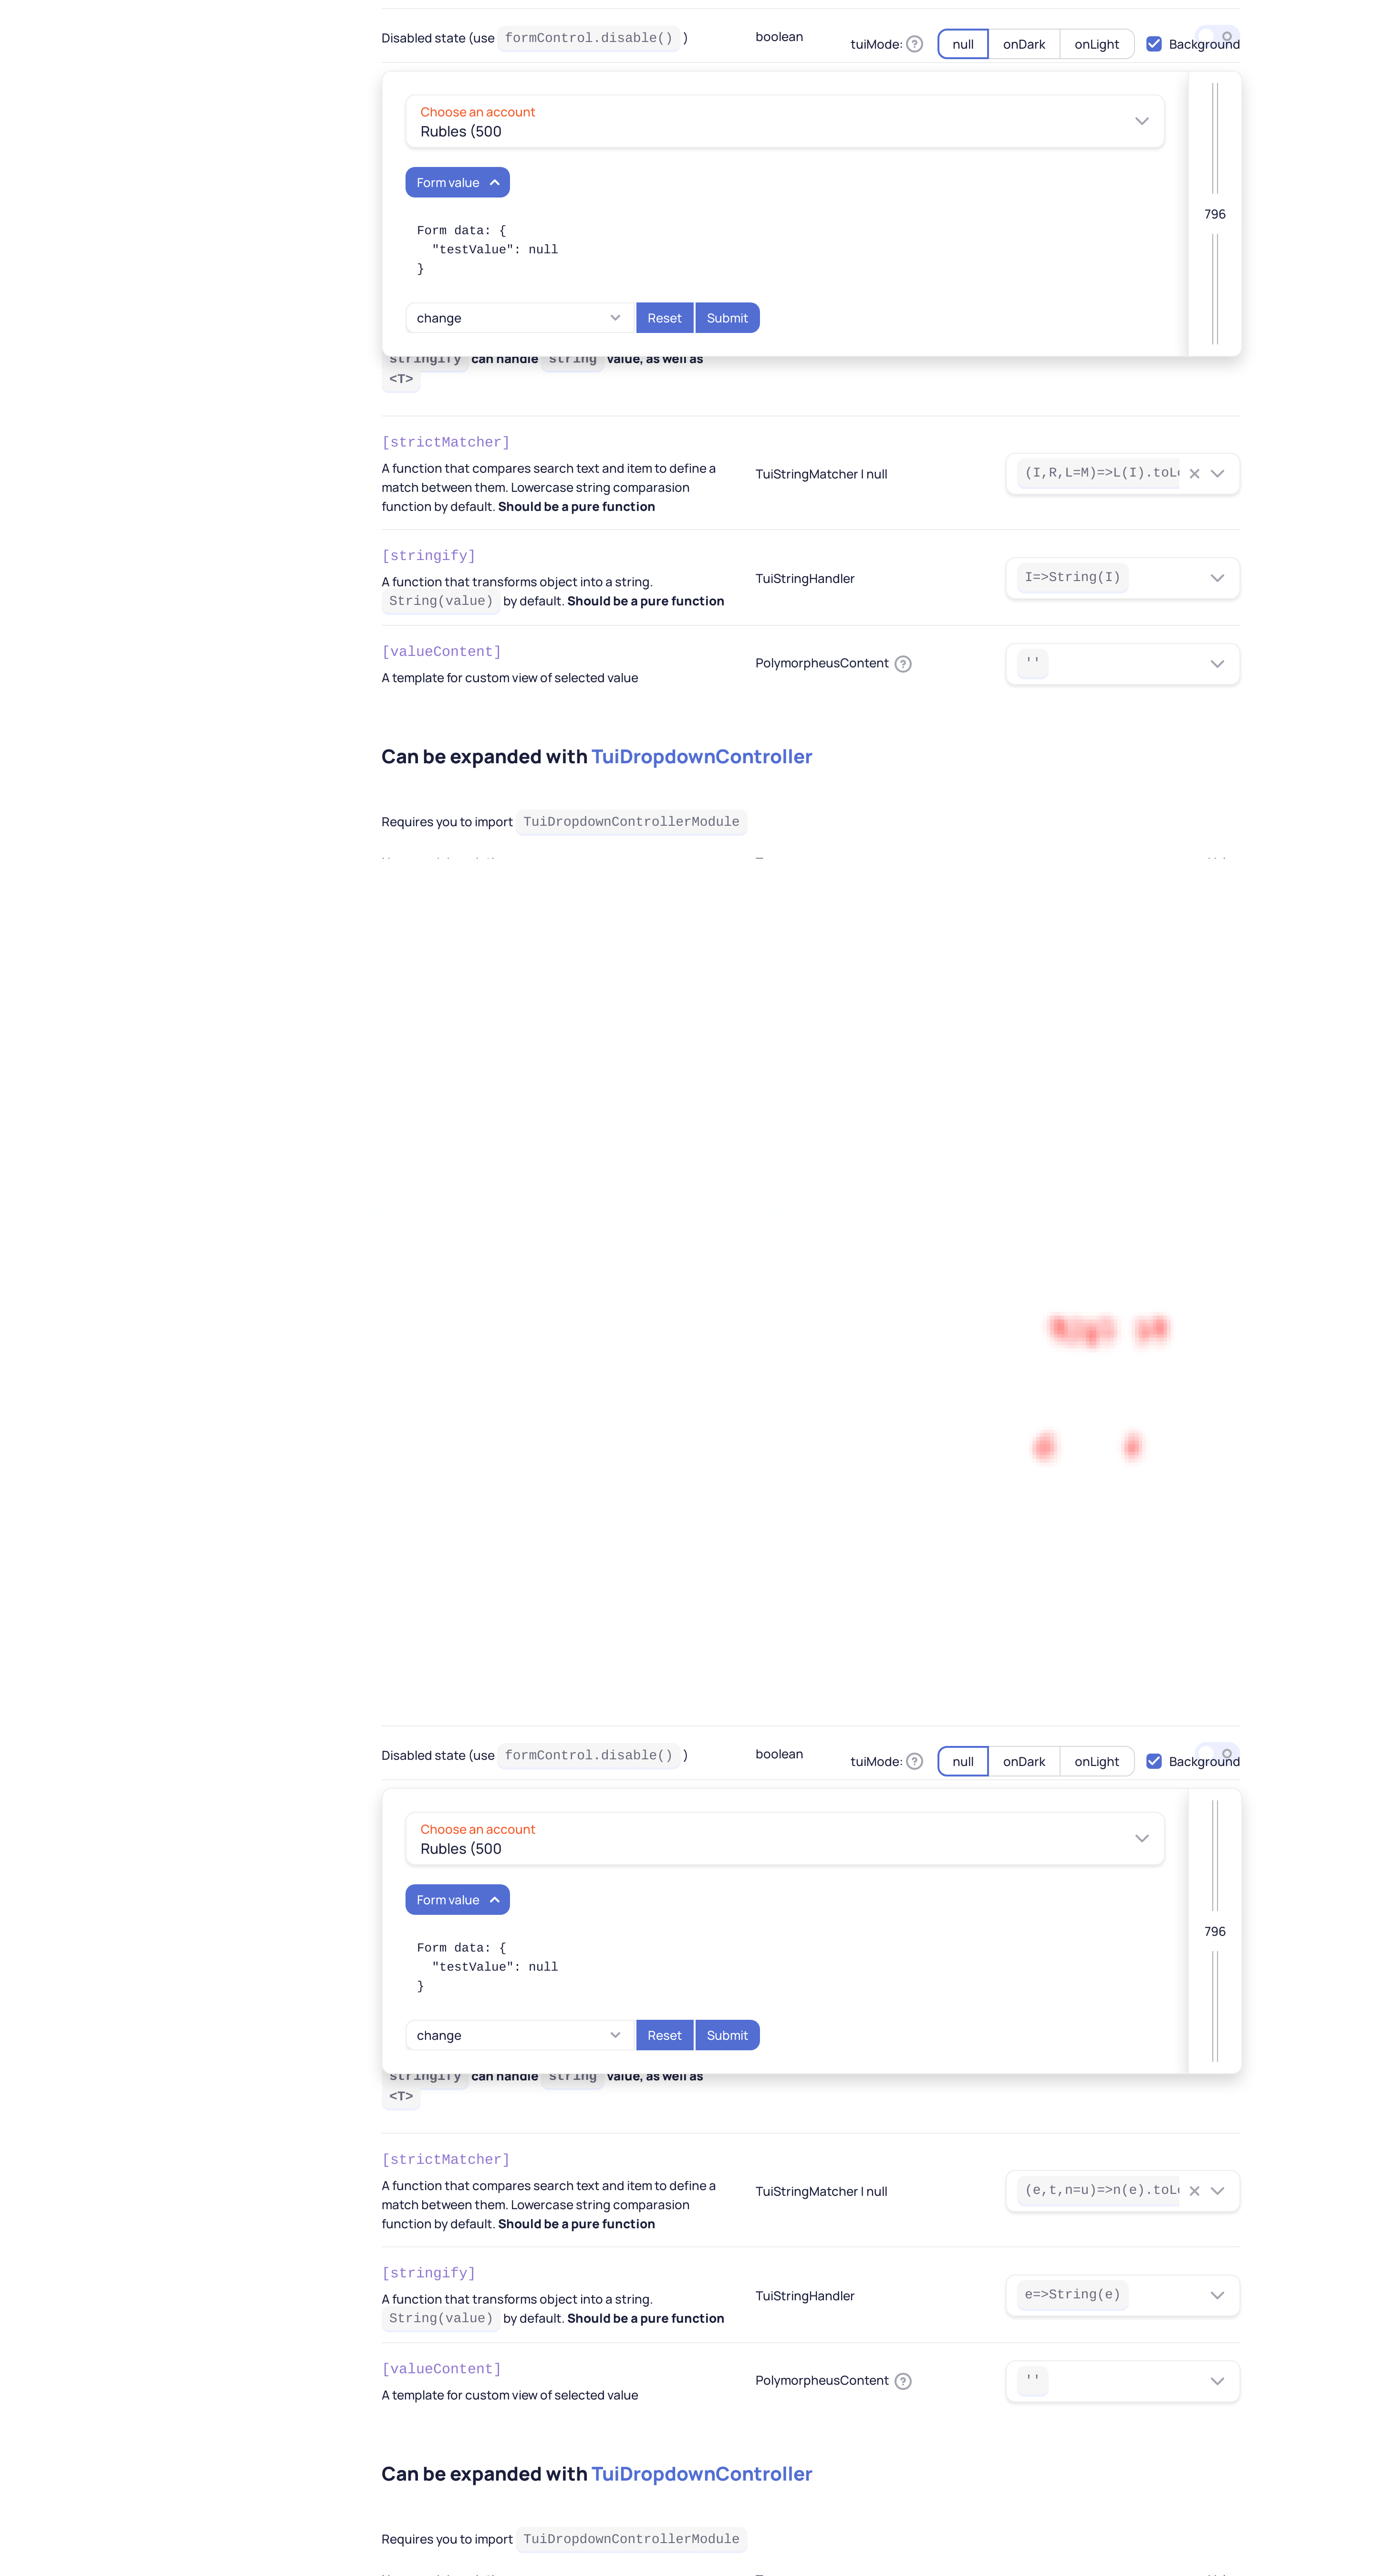 Disabled state (use formControl.disable() ) boolean tuiMode: null onDark onLight Background
Choose an account
Rubles (500
796
Form value
Form data: {
"testValue": null
}
change Reset Submit
stringify can handle string value, as well as
<T>
[strictMatcher]
A function that compares search text and item to define a
match between them. Lowercase string comparasion
function by default. Should be a pure function
TuiStringMatcher | null
(I,R,L=M)=>L(I).toLo
[stringify]
A function that transforms object into a string.
String(value) by default. Should be a pure function
TuiStringHandler
I=>String(I)
[valueContent]
A template for custom view of selected value
PolymorpheusContent
''
Can be expanded with TuiDropdownController
Requires you to import TuiDropdownControllerModule
Disabled state (use formControl.disable() ) boolean tuiMode: null onDark onLight Background
Choose an account
Rubles (500
796
Form value
Form data: {
"testValue": null
}
change Reset Submit
stringify can handle string value, as well as
<T>
[strictMatcher]
A function that compares search text and item to define a
match between them. Lowercase string comparasion
function by default. Should be a pure function
TuiStringMatcher | null
(e,t,n=u)=>n(e).toLo
[stringify]
A function that transforms object into a string.
String(value) by default. Should be a pure function
TuiStringHandler
e=>String(e)
[valueContent]
A template for custom view of selected value
PolymorpheusContent
''
Can be expanded with TuiDropdownController
Requires you to import TuiDropdownControllerModule